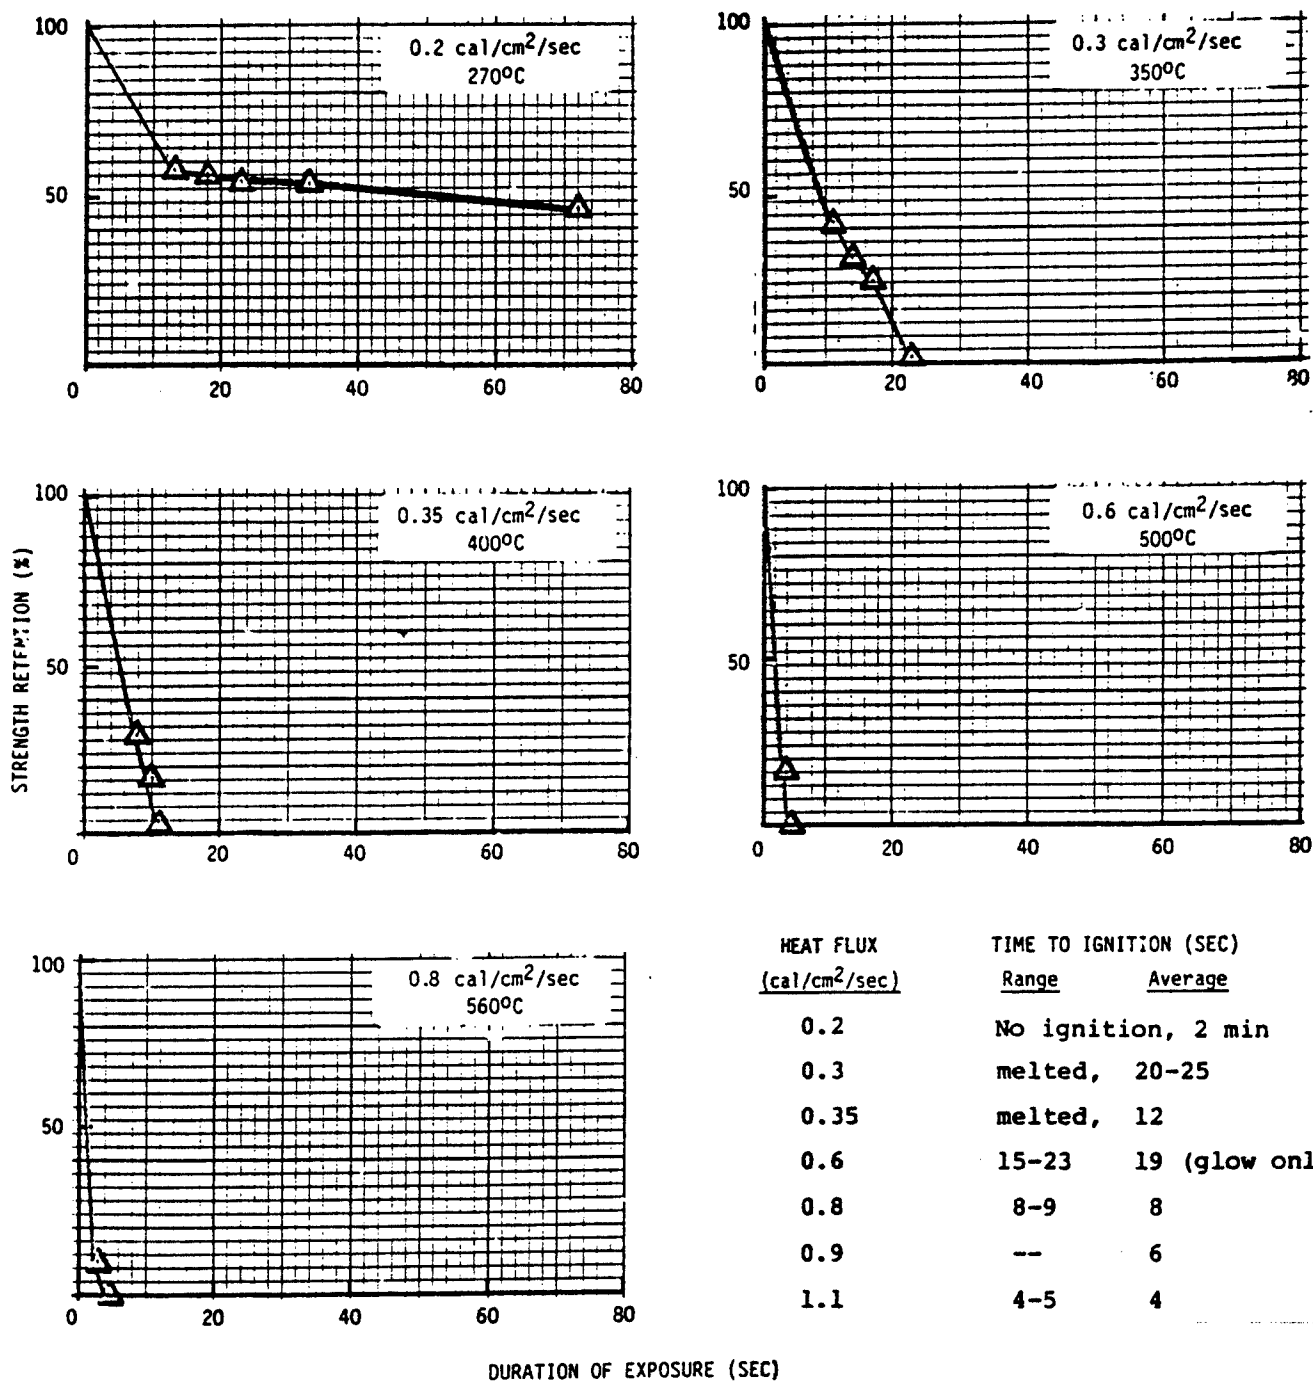 100
50
0.2 cal/cm²/sec
270°C
0 20 40 60 80
100
50
0.3 cal/cm²/sec
350°C
0 20 40 60 80
STRENGTH RETENTION (%)
100
50
0.35 cal/cm²/sec
400°C
0 20 40 60 80
100
50
0.6 cal/cm²/sec
500°C
0 20 40 60 80
100
50
0.8 cal/cm²/sec
560°C
0 20 40 60 80
HEAT FLUX TIME TO IGNITION (SEC)
(cal/cm²/sec) Range Average
0.2 No ignition, 2 min
0.3 melted, 20-25
0.35 melted, 12
0.6 15-23 19 (glow onl
0.8 8-9 8
0.9 -- 6
1.1 4-5 4
DURATION OF EXPOSURE (SEC)